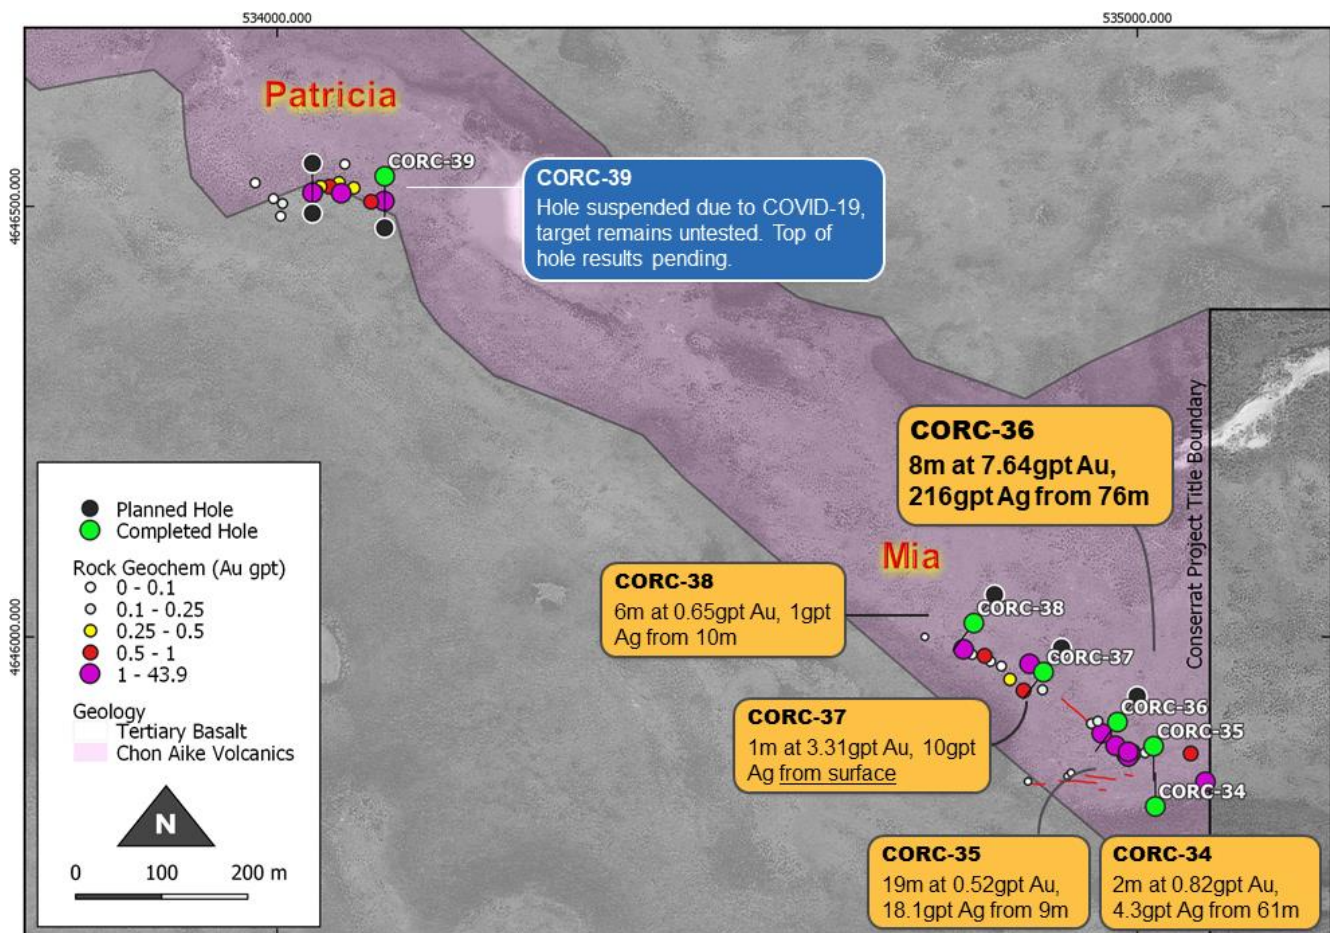 534000.000
535000.000
4646500.000
4646000.000
Patricia
CORC-39
CORC-39
Hole suspended due to COVID-19,
target remains untested. Top of
hole results pending.
Conserrat Project Title Boundary
CORC-36
8m at 7.64gpt Au,
216gpt Ag from 76m
Mia
CORC-38
6m at 0.65gpt Au, 1gpt
Ag from 10m
CORC-38
CORC-37
CORC-37
1m at 3.31gpt Au, 10gpt
Ag from surface
CORC-36
CORC-35
CORC-34
CORC-35
19m at 0.52gpt Au,
18.1gpt Ag from 9m
CORC-34
2m at 0.82gpt Au,
4.3gpt Ag from 61m
Planned Hole
Completed Hole
Rock Geochem (Au gpt)
0 - 0.1
0.1 - 0.25
0.25 - 0.5
0.5 - 1
1 - 43.9
Geology
Tertiary Basalt
Chon Aike Volcanics
N
0 100 200 m